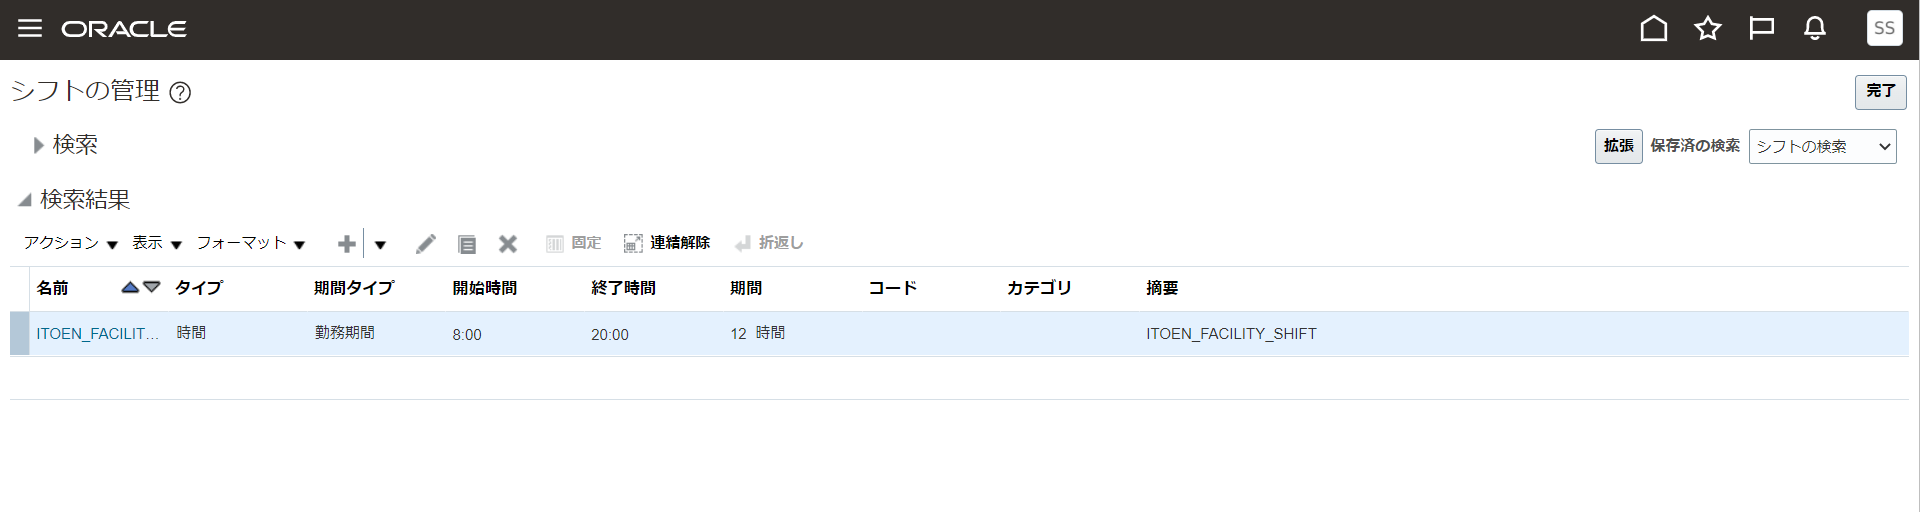 ORACLE
SS
シフトの管理 ?
完了
検索
拡張 保存済の検索 シフトの検索
検索結果
アクション 表示 フォーマット 固定 連結解除 折返し
名前 タイプ 期間タイプ 開始時間 終了時間 期間 コード カテゴリ 摘要
ITOEN_FACILIT... 時間 勤務期間 8:00 20:00 12 時間 ITOEN_FACILITY_SHIFT